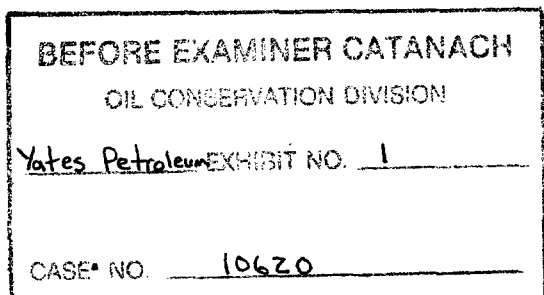 BEFORE EXAMINER CATANACH
OIL CONSERVATION DIVISION
Yates Petroleum EXHIBIT NO. 1
CASE NO. 10620